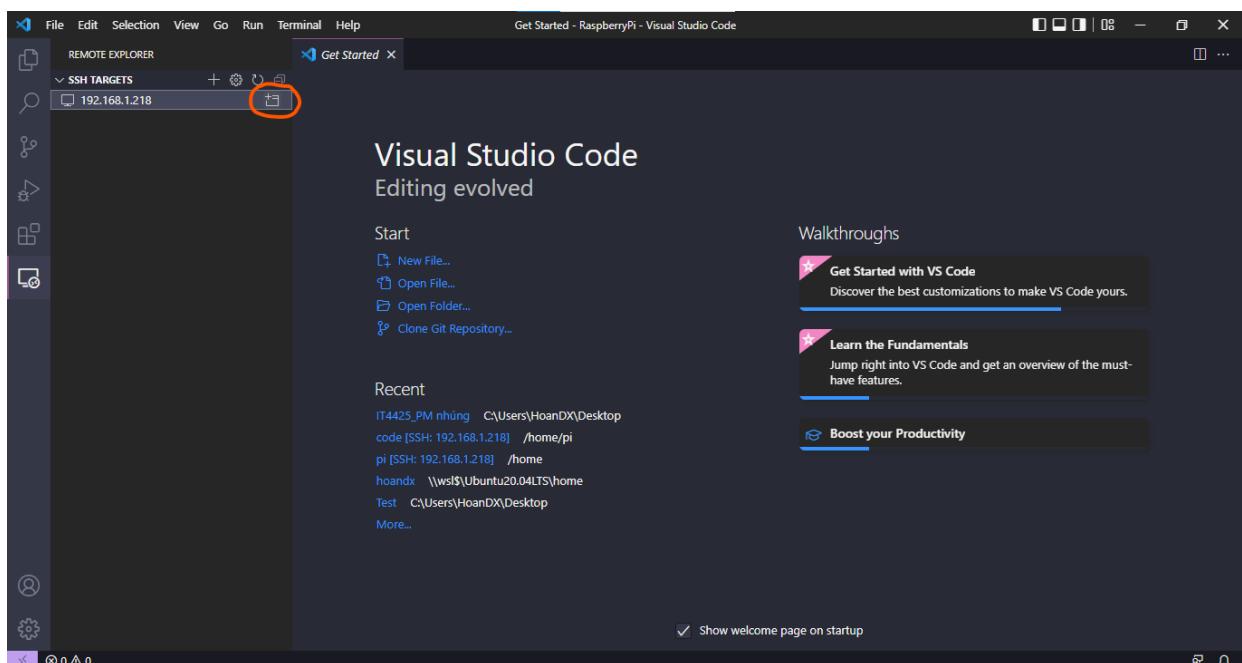 File Edit Selection View Go Run Terminal Help
Get Started - RaspberryPi - Visual Studio Code
REMOTE EXPLORER
Get Started
SSH TARGETS
192.168.1.218
Visual Studio Code
Editing evolved
Start
New File...
Open File...
Open Folder...
Clone Git Repository...
Recent
IT4425_PM nhúng C:\Users\HoanDX\Desktop
code [SSH: 192.168.1.218] /home/pi
pi [SSH: 192.168.1.218] /home
hoandx \\wsl$\Ubuntu20.04LTS\home
Test C:\Users\HoanDX\Desktop
More...
Walkthroughs
Get Started with VS Code
Discover the best customizations to make VS Code yours.
Learn the Fundamentals
Jump right into VS Code and get an overview of the must-
have features.
Boost your Productivity
Show welcome page on startup
0 0